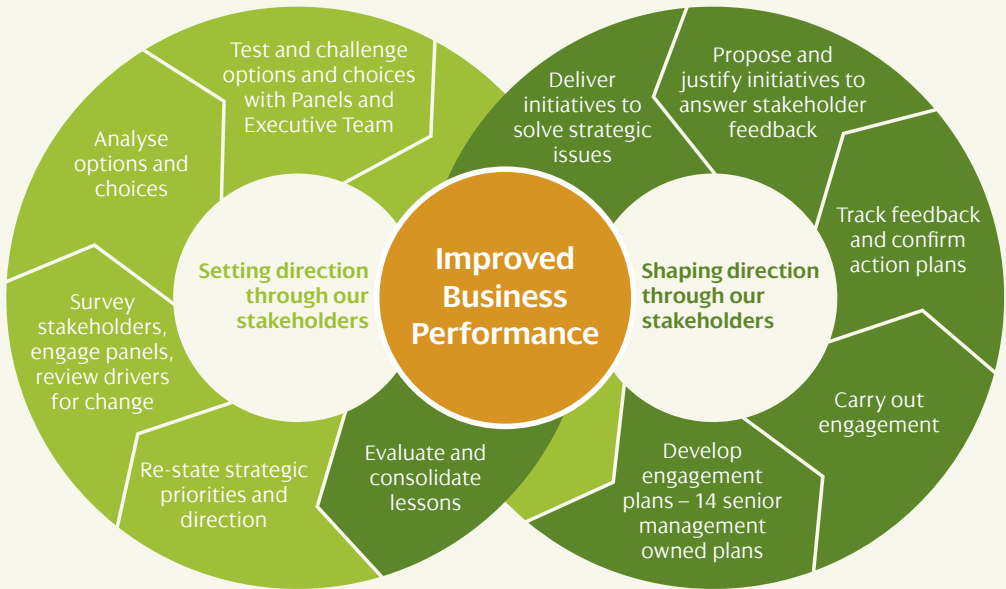 Test and challenge
options and choices
with Panels and
Executive Team
Analyse
options and
choices
Survey
stakeholders,
engage panels,
review drivers
for change
Re-state strategic
priorities and
direction
Evaluate and
consolidate
lessons
Setting direction
through our
stakeholders
Improved
Business
Performance
Shaping direction
through our
stakeholders
Deliver
initiatives to
solve strategic
issues
Propose and
justify initiatives to
answer stakeholder
feedback
Track feedback
and confirm
action plans
Carry out
engagement
Develop
engagement
plans – 14 senior
management
owned plans